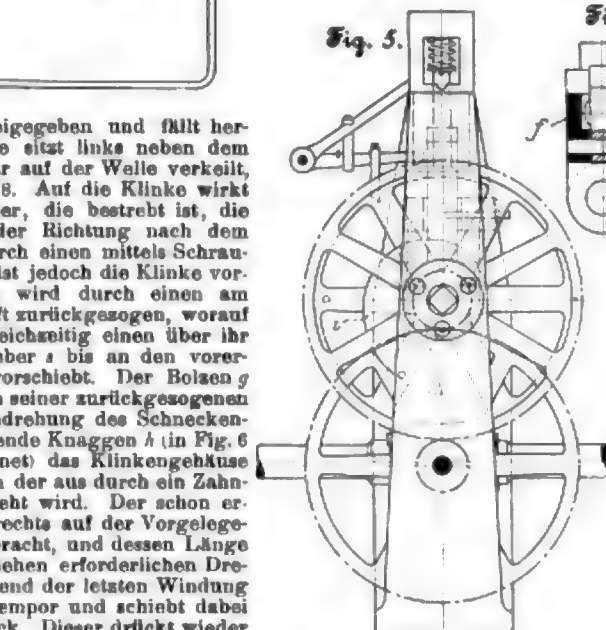 Fig. 5.
f
eigegeben und fällt her-
e sitzt links neben dem
r auf der Welle verkeilt,
8. Auf die Klinke wirkt
er, die bestrebt ist, die
der Richtung nach dem
rch einen mittels Schrau-
ist jedoch die Klinke vor-
wird durch einen am
ft zurückgezogen, worauf
eichzeitig einen über ihr
ber s bis an den vorer-
vorschiebt. Der Bolzen g
seiner zurückgezogenen
drehung des Schnecken-
ende Knaggen h (in Fig. 6
net) das Klinkengehäuse
der aus durch ein Zahn-
eht wird. Der schon er-
rechts auf der Vorgelege-
racht, und dessen Länge
ehen erforderlichen Dre-
end der letzten Windung
empor und schiebt dabei
ck. Dieser drückt wieder